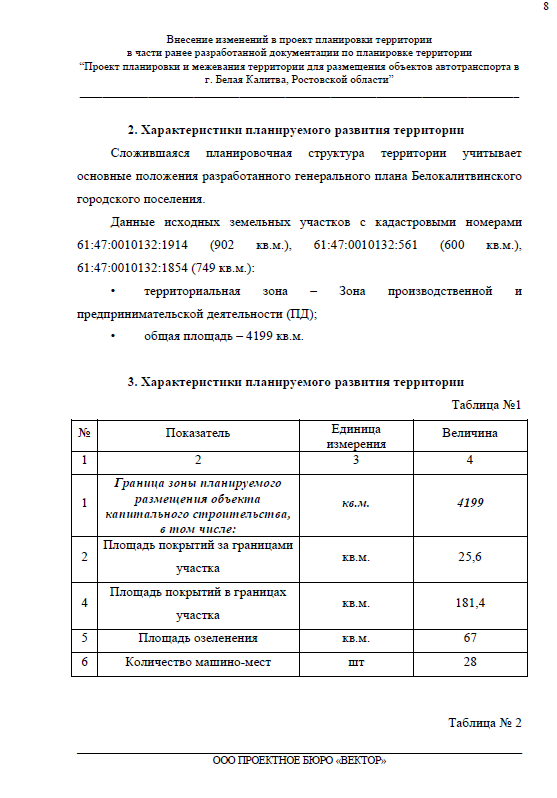 8
Внесение изменений в проект планировки территории
в части ранее разработанной документации по планировке территории
“Проект планировки и межевания территории для размещения объектов автотранспорта в
г. Белая Калитва, Ростовской области”
2. Характеристики планируемого развития территории
Сложившаяся планировочная структура территории учитывает
основные положения разработанного генерального плана Белокалитвинского
городского поселения.
Данные исходных земельных участков с кадастровыми номерами
61:47:0010132:1914 (902 кв.м.), 61:47:0010132:561 (600 кв.м.),
61:47:0010132:1854 (749 кв.м.):
• территориальная зона – Зона производственной и
предпринимательской деятельности (ПД);
• общая площадь – 4199 кв.м.
3. Характеристики планируемого развития территории
Таблица №1
№ Показатель Единица измерения Величина
1 2 3 4
1 Граница зоны планируемого размещения объекта капитального строительства, в том числе: кв.м. 4199
2 Площадь покрытий за границами участка кв.м. 25,6
4 Площадь покрытий в границах участка кв.м. 181,4
5 Площадь озеленения кв.м. 67
6 Количество машино-мест шт 28
Таблица № 2
ООО ПРОЕКТНОЕ БЮРО «ВЕКТОР»